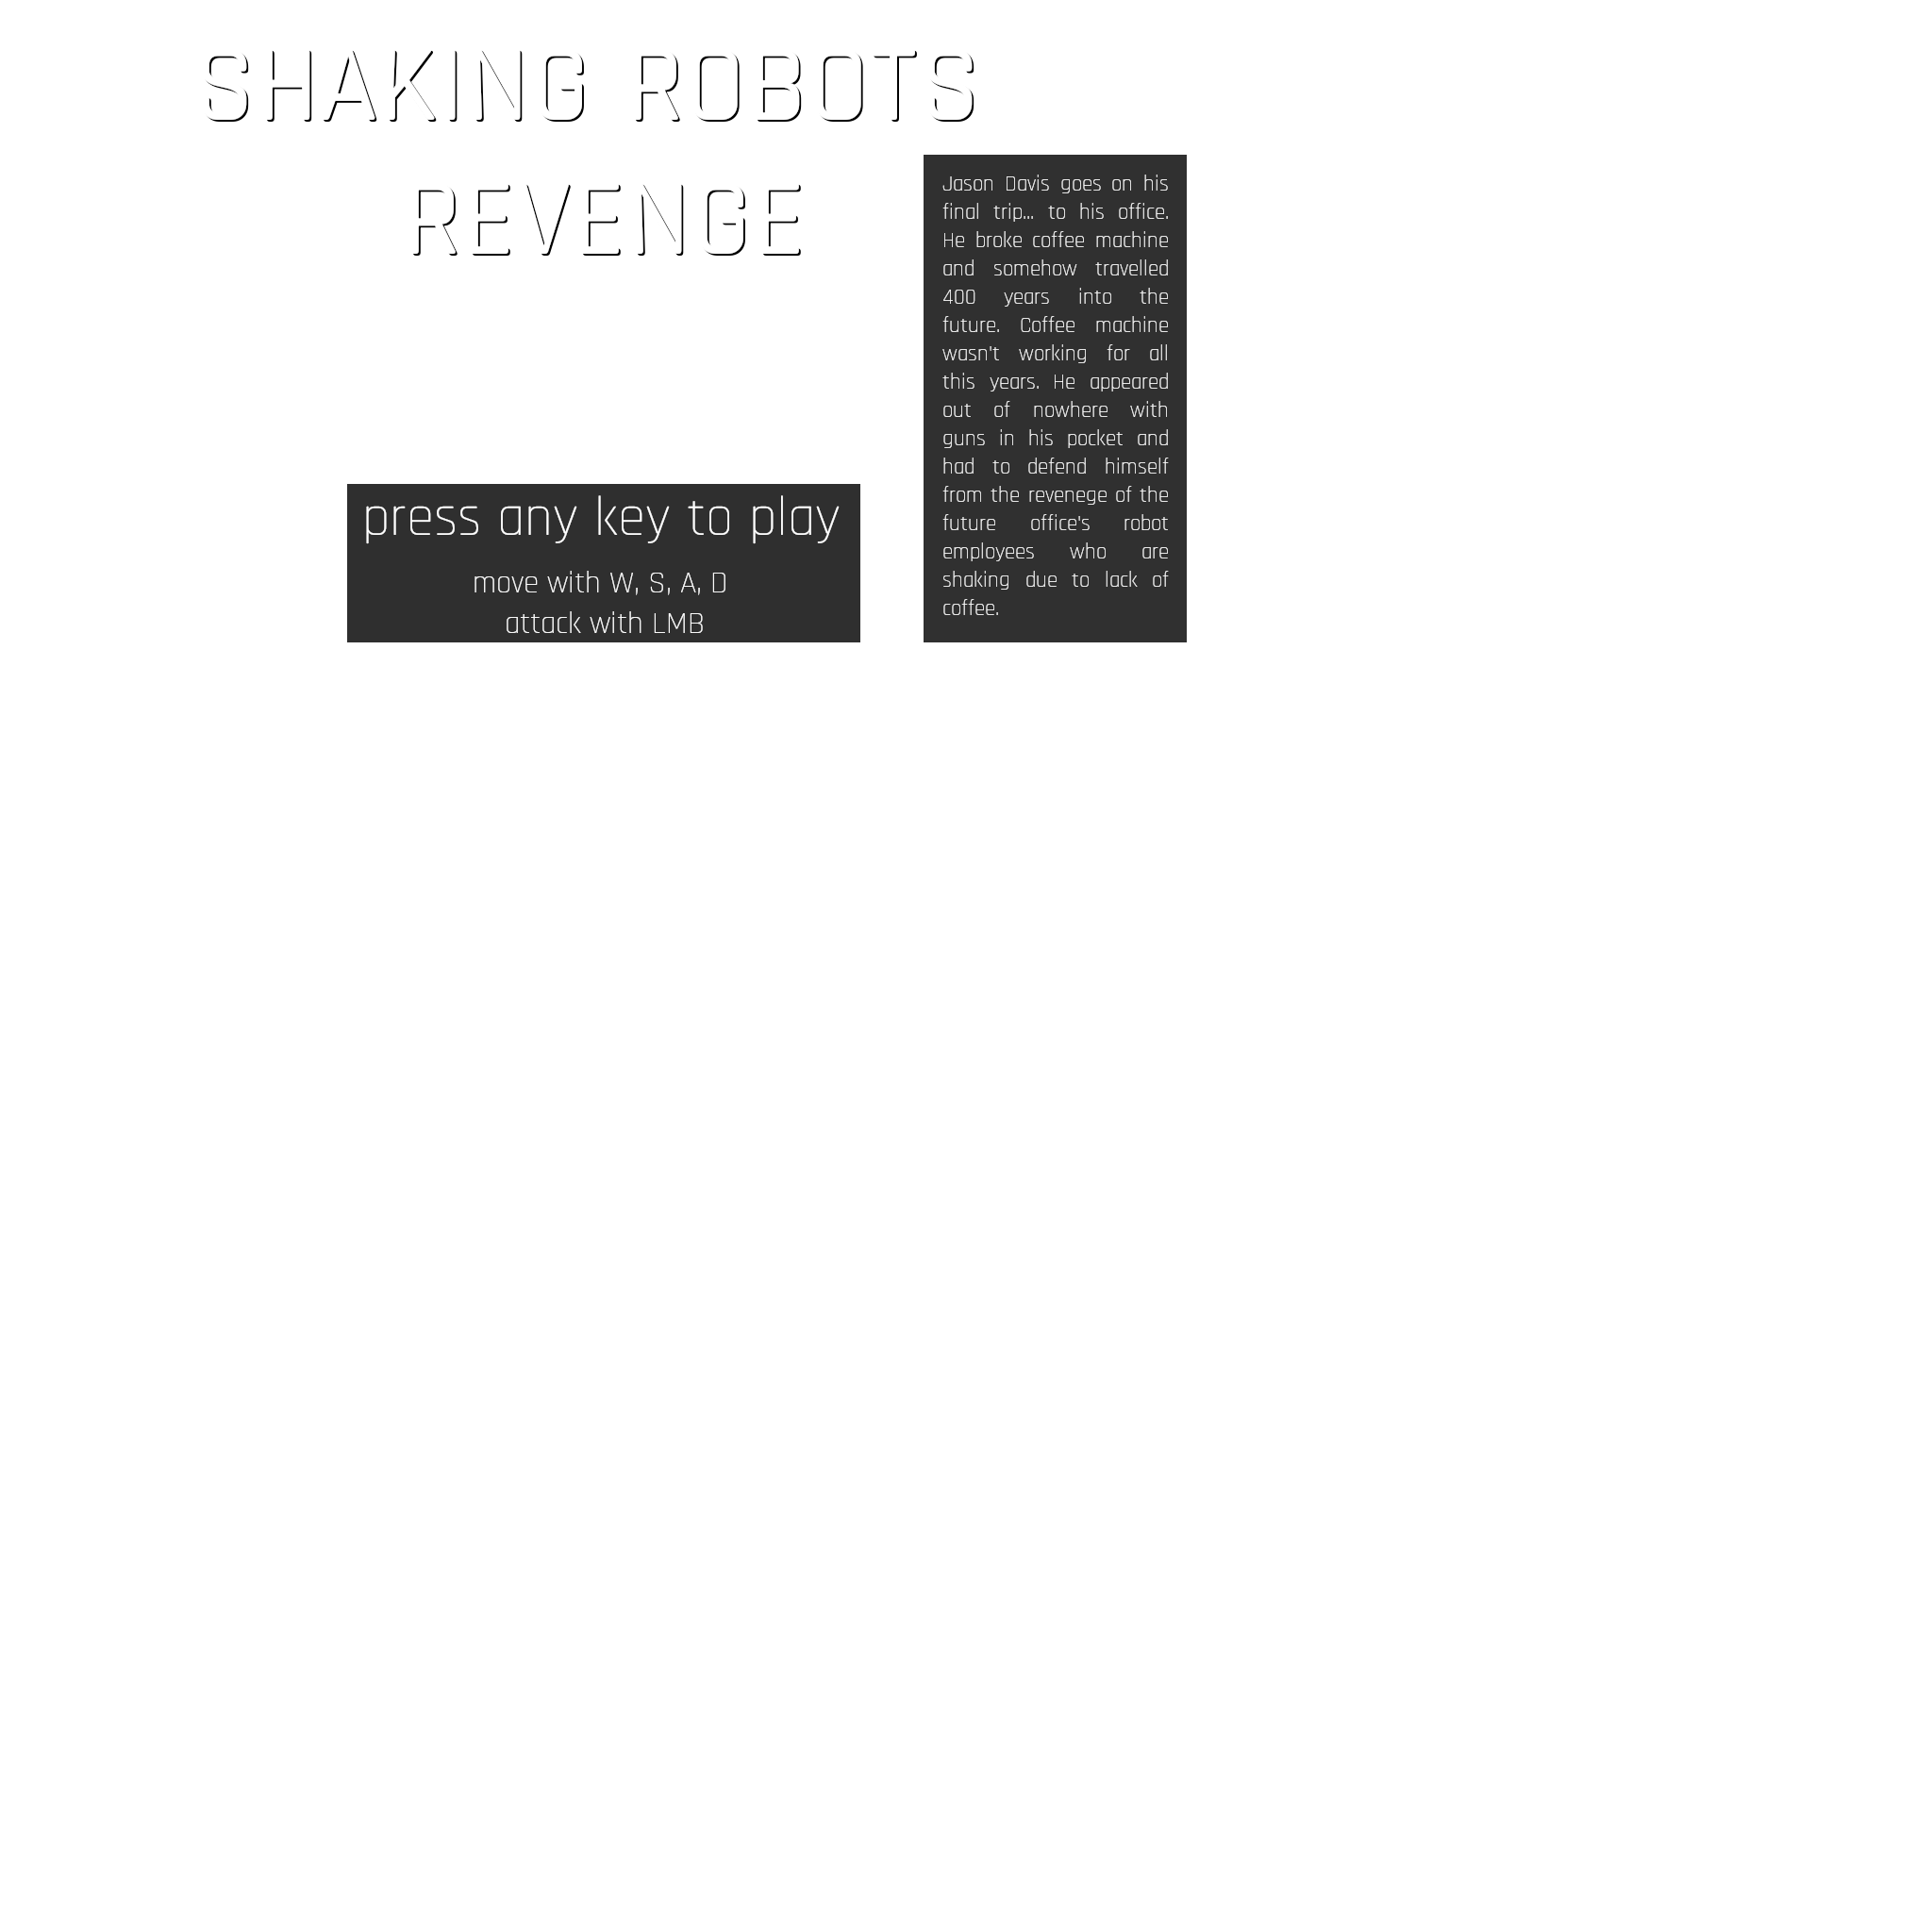 SHAKING ROBOTS
REVENGE
Jason Davis goes on his
final trip... to his office.
He broke coffee machine
and somehow travelled
400 years into the
future. Coffee machine
wasn't working for all
this years. He appeared
out of nowhere with
guns in his pocket and
had to defend himself
from the revenege of the
future office's robot
employees who are
shaking due to lack of
coffee.
press any key to play
move with W, S, A, D
attack with LMB